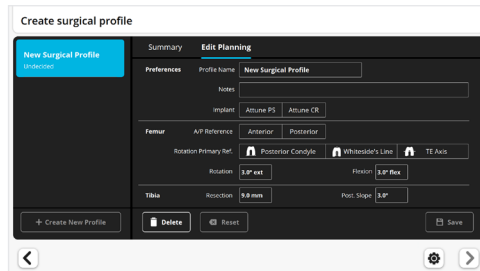 Create surgical profile
New Surgical Profile
Undecided
Summary Edit Planning
Preferences Profile Name New Surgical Profile
Notes
Implant Attune PS Attune CR
Femur A/P Reference Anterior Posterior
Rotation Primary Ref. Posterior Condyle Whiteside's Line TE Axis
Rotation 3.0° ext Flexion 3.0° flex
Tibia Resection 9.0 mm Post. Slope 3.0°
+ Create New Profile Delete Reset Save